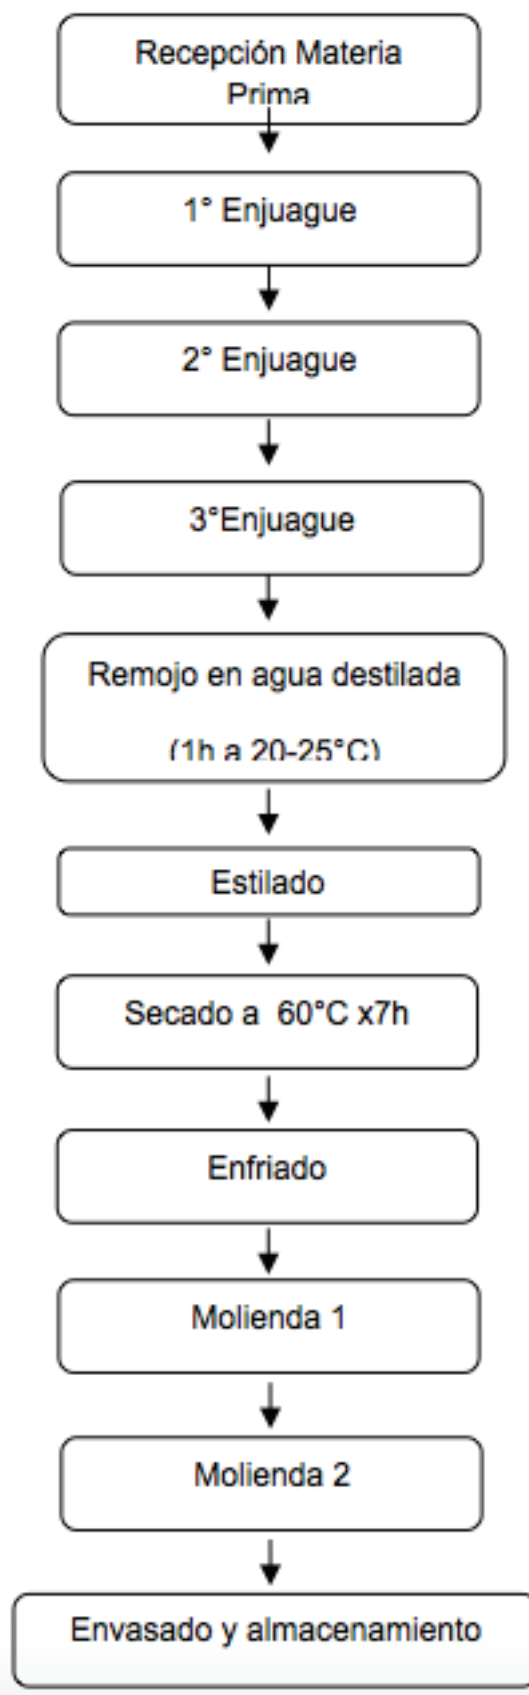 Recepción Materia
Prima
1° Enjuague
2° Enjuague
3°Enjuague
Remojo en agua destilada
(1h a 20-25°C)
Estilado
Secado a 60°C x7h
Enfriado
Molienda 1
Molienda 2
Envasado y almacenamiento